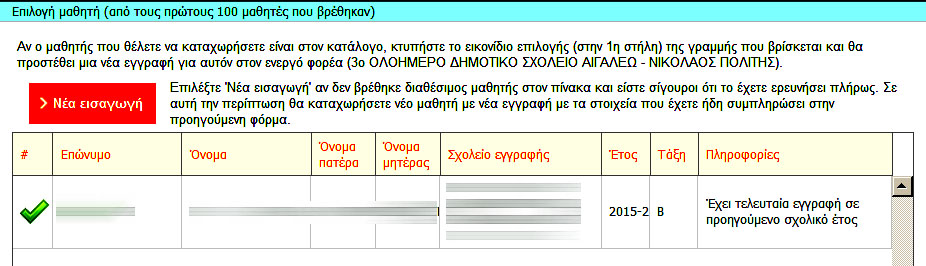 Επιλογή μαθητή (από τους πρώτους 100 μαθητές που βρέθηκαν)
Αν ο μαθητής που θέλετε να καταχωρήσετε είναι στον κατάλογο, κτυπήστε το εικονίδιο επιλογής (στην 1η στήλη) της γραμμής που βρίσκεται και θα
προστέθει μια νέα εγγραφή για αυτόν στον ενεργό φορέα (3ο ΟΛΟΗΜΕΡΟ ΔΗΜΟΤΙΚΟ ΣΧΟΛΕΙΟ ΑΙΓΑΛΕΩ - ΝΙΚΟΛΑΟΣ ΠΟΛΙΤΗΣ).
> Νέα εισαγωγή
Επιλέξτε 'Νέα εισαγωγή' αν δεν βρέθηκε διαθέσιμος μαθητής στον πίνακα και είστε σίγουροι ότι το έχετε ερευνήσει πλήρως. Σε
αυτή την περίπτωση θα καταχωρήσετε νέο μαθητή με νέα εγγραφή με τα στοιχεία που έχετε ήδη συμπληρώσει στην
προηγούμενη φόρμα.
# Επώνυμο Όνομα Όνομα πατέρα Όνομα μητέρας Σχολείο εγγραφής Έτος Τάξη Πληροφορίες
2015-2 Β Έχει τελευταία εγγραφή σε
προηγούμενο σχολικό έτος